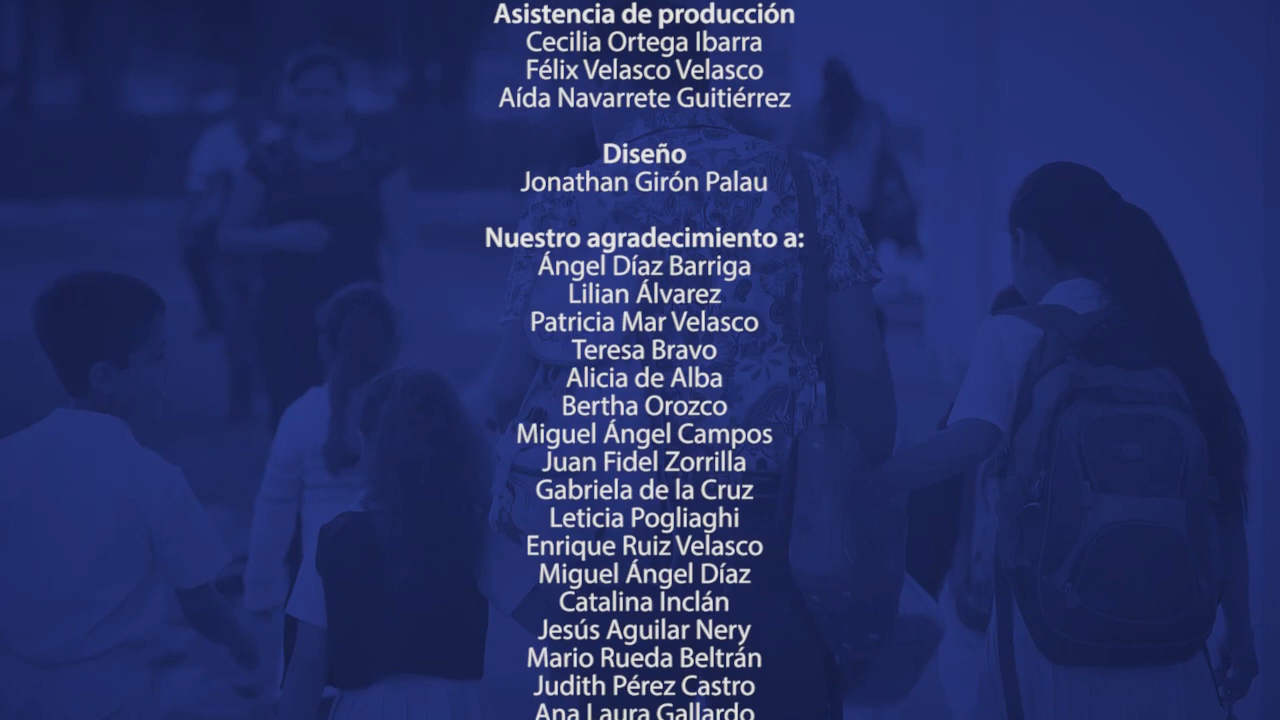 Asistencia de producción
Cecilia Ortega Ibarra
Félix Velasco Velasco
Aída Navarrete Guitiérrez
Diseño
Jonathan Girón Palau
Nuestro agradecimiento a:
Ángel Díaz Barriga
Lilian Álvarez
Patricia Mar Velasco
Teresa Bravo
Alicia de Alba
Bertha Orozco
Miguel Ángel Campos
Juan Fidel Zorrilla
Gabriela de la Cruz
Leticia Pogliaghi
Enrique Ruiz Velasco
Miguel Ángel Díaz
Catalina Inclán
Jesús Aguilar Nery
Mario Rueda Beltrán
Judith Pérez Castro
Ana Laura Gallardo